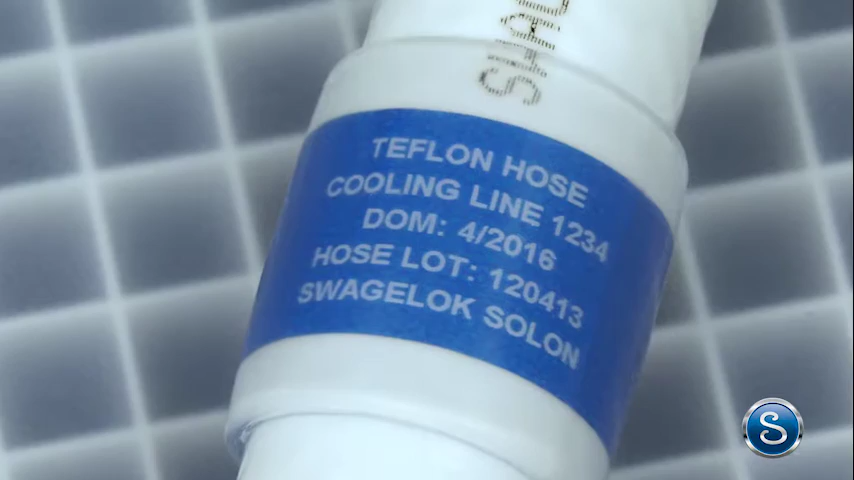 TEFLON HOSE
COOLING LINE 1234
DOM: 4/2016
HOSE LOT: 120413
SWAGELOK SOLON
S